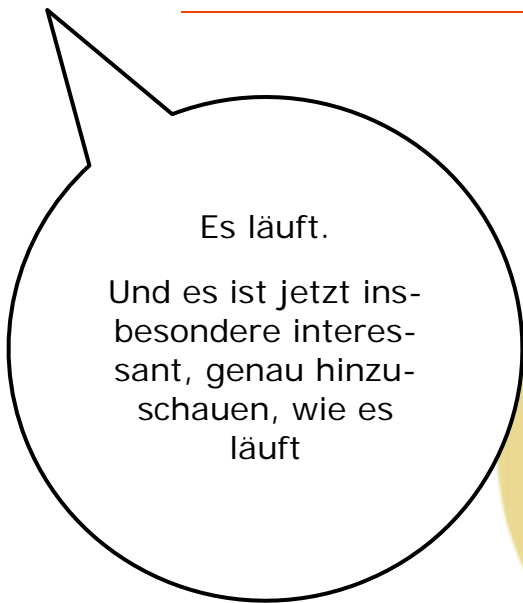 Es läuft.
Und es ist jetzt ins-
besondere interes-
sant, genau hinzu-
schauen, wie es
läuft